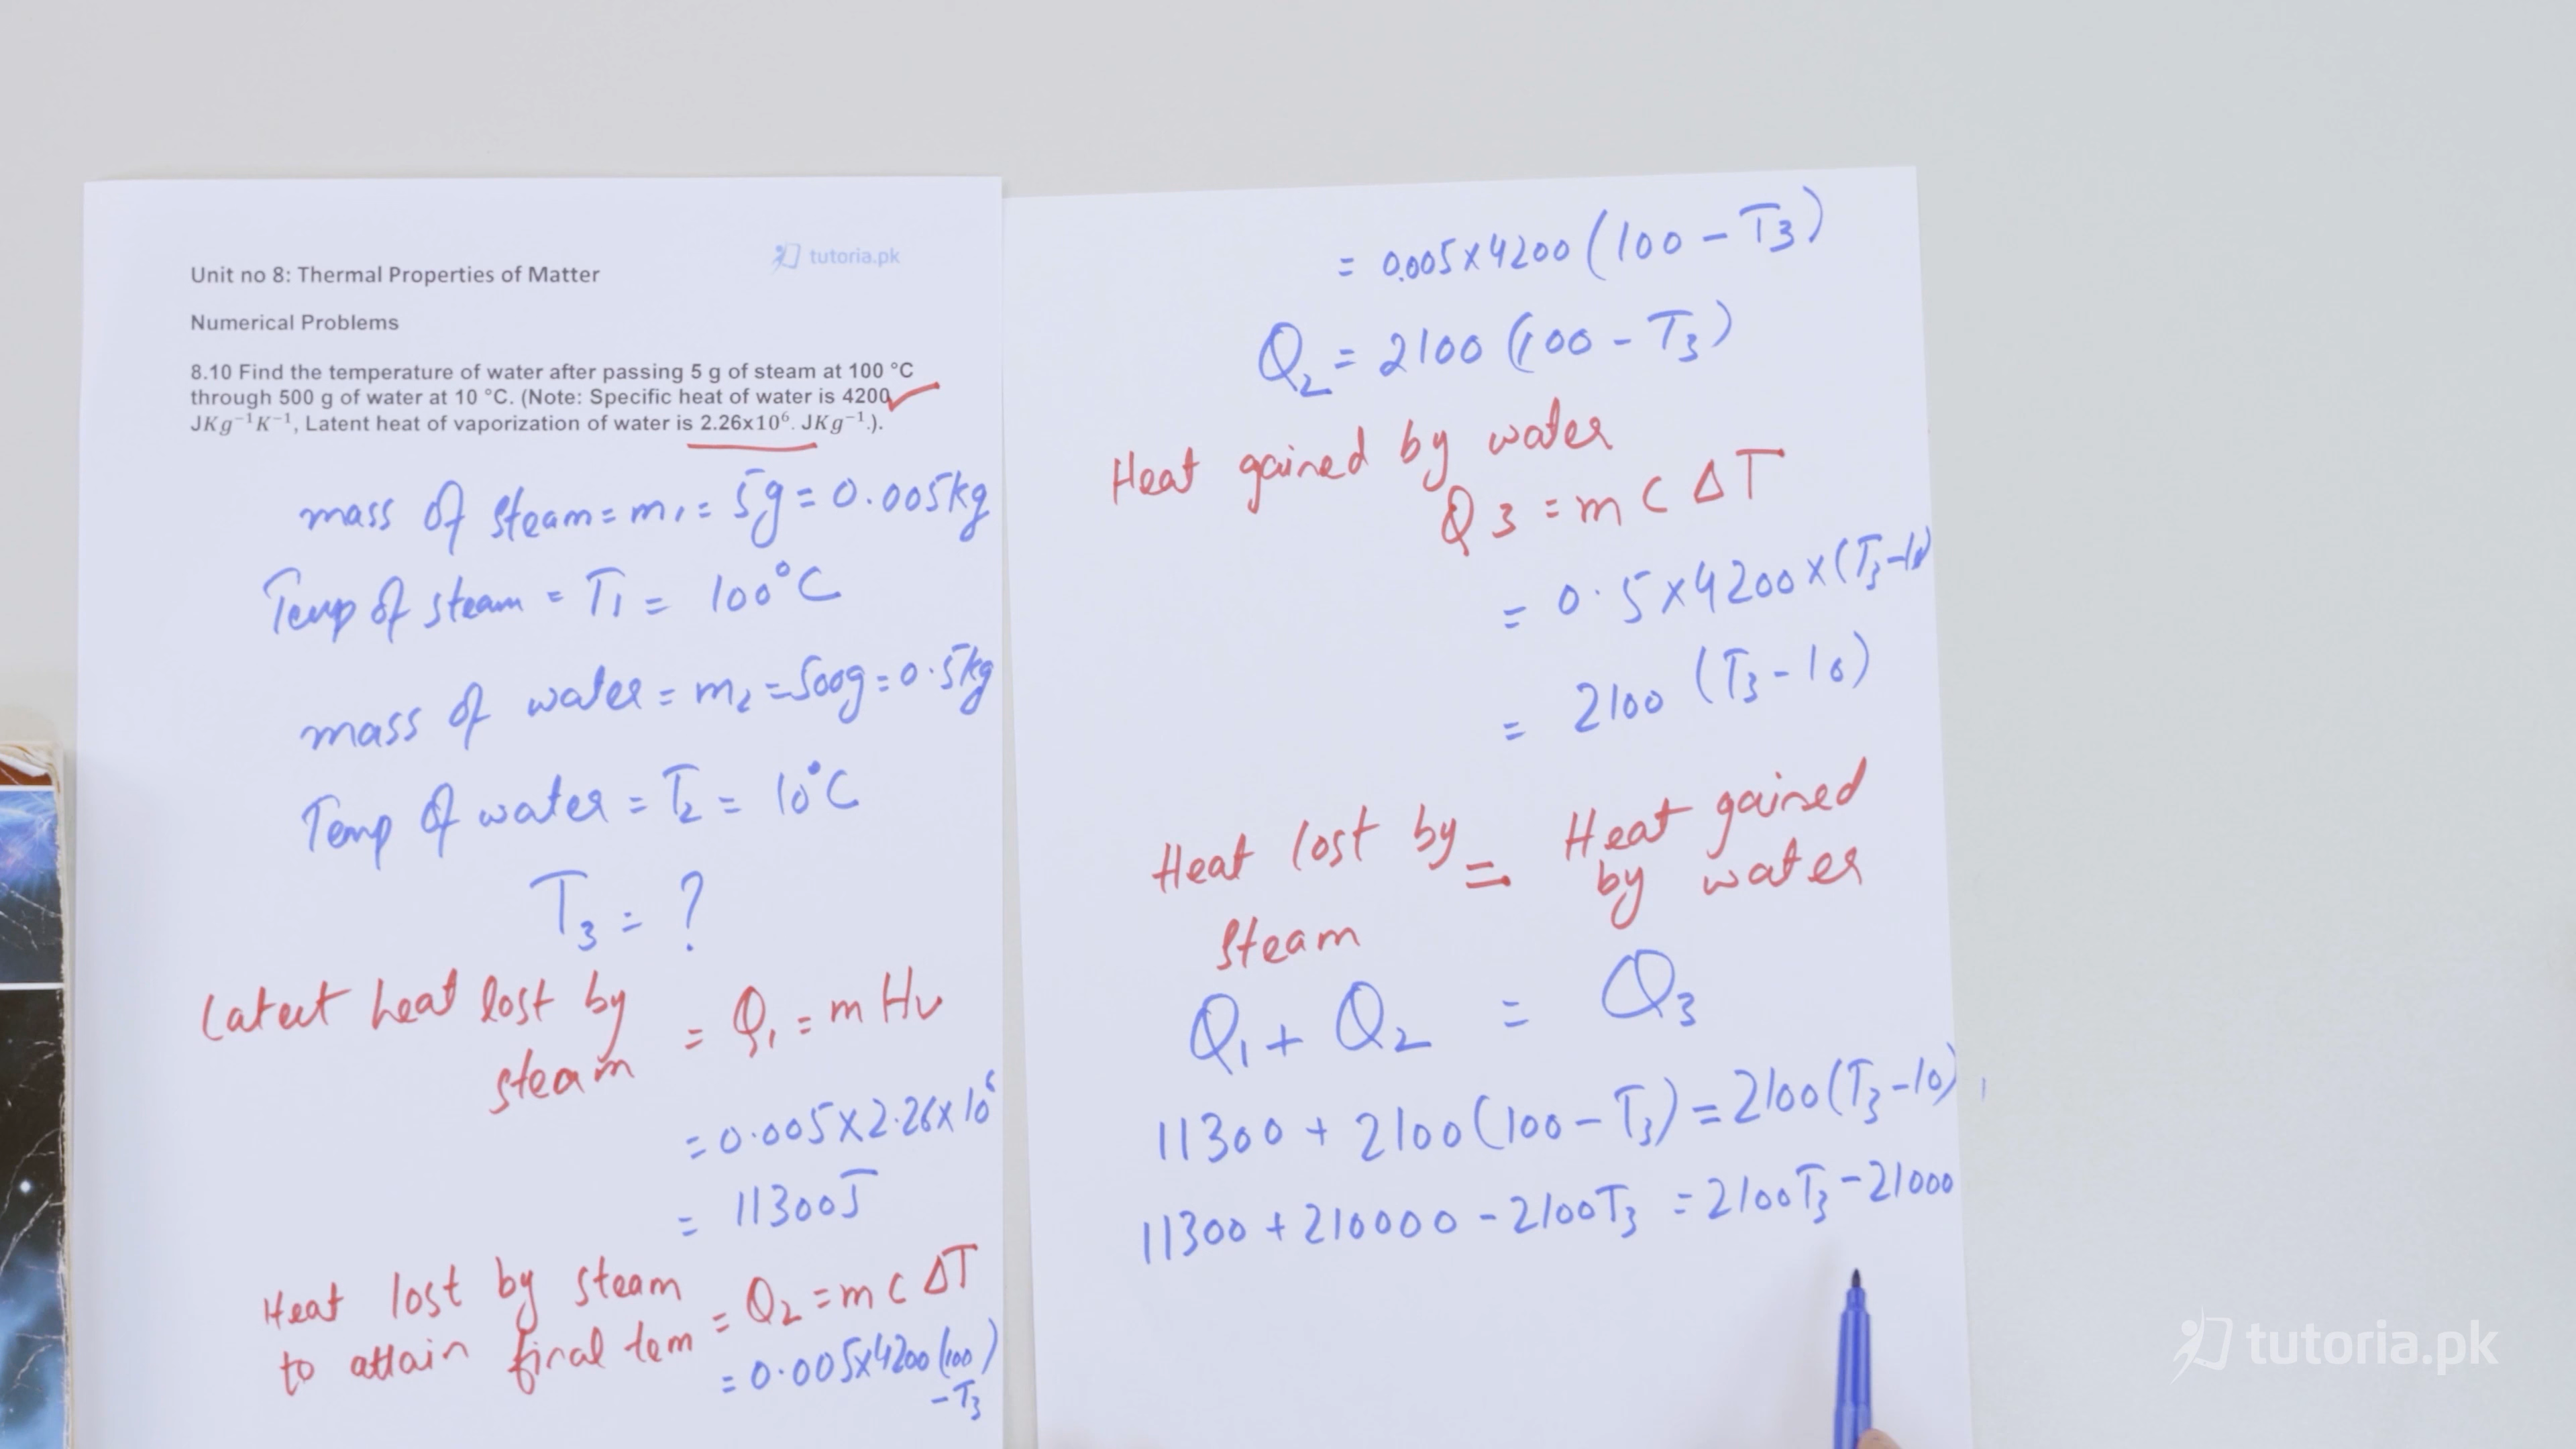 tutoria.pk
Unit no 8: Thermal Properties of Matter
Numerical Problems
8.10 Find the temperature of water after passing 5 g of steam at 100 °C
through 500 g of water at 10 °C. (Note: Specific heat of water is 4200
JKg⁻¹K⁻¹, Latent heat of vaporization of water is 2.26x10⁶. JKg⁻¹.).
mass of steam = m₁ = 5g = 0.005kg
Temp of steam = T₁ = 100°C
mass of water = m₂ = 500g = 0.5kg
Temp of water = T₂ = 10°C
T₃ = ?
Latent heat lost by
steam
= Q₁ = m Hv
= 0.005 x 2.26 x 10⁶
= 11300J
Heat lost by steam
to attain final tem
= Q₂ = m c ΔT
= 0.005x4200(100)
- T₃
= 0.005 x 4200 (100 - T₃)
Q₂ = 2100 (100 - T₃)
Heat gained by water
Q3 = m c ΔT
= 0.5 x 4200 x (T₃ - 10)
= 2100 (T₃ - 10)
Heat lost by
steam
=
Heat gained
by water
Q₁ + Q₂ = Q₃
11300 + 2100 (100 - T₃) = 2100 (T₃ - 10)
11300 + 210000 - 2100T₃ = 2100T₃ - 21000
tutoria.pk